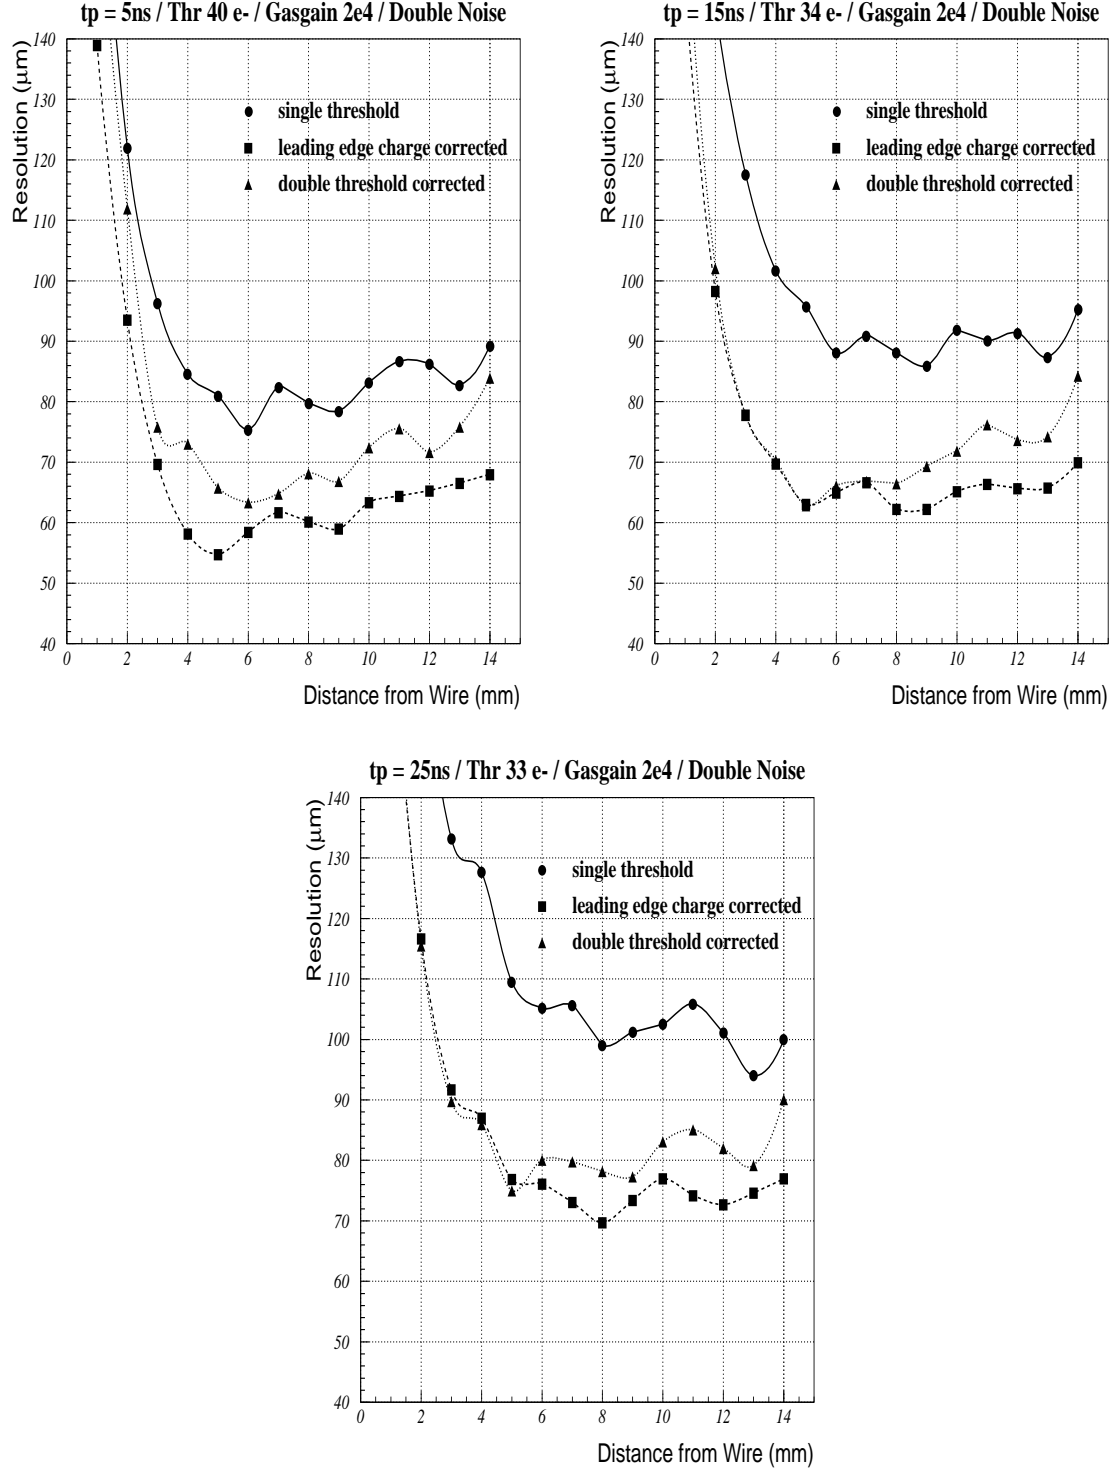 tp = 5ns / Thr 40 e- / Gasgain 2e4 / Double Noise
Resolution (μm)
140
130
120
110
100
90
80
70
60
50
40
single threshold
leading edge charge corrected
double threshold corrected
0 2 4 6 8 10 12 14
Distance from Wire (mm)
tp = 15ns / Thr 34 e- / Gasgain 2e4 / Double Noise
Resolution (μm)
140
130
120
110
100
90
80
70
60
50
40
single threshold
leading edge charge corrected
double threshold corrected
0 2 4 6 8 10 12 14
Distance from Wire (mm)
tp = 25ns / Thr 33 e- / Gasgain 2e4 / Double Noise
Resolution (μm)
140
130
120
110
100
90
80
70
60
50
40
single threshold
leading edge charge corrected
double threshold corrected
0 2 4 6 8 10 12 14
Distance from Wire (mm)